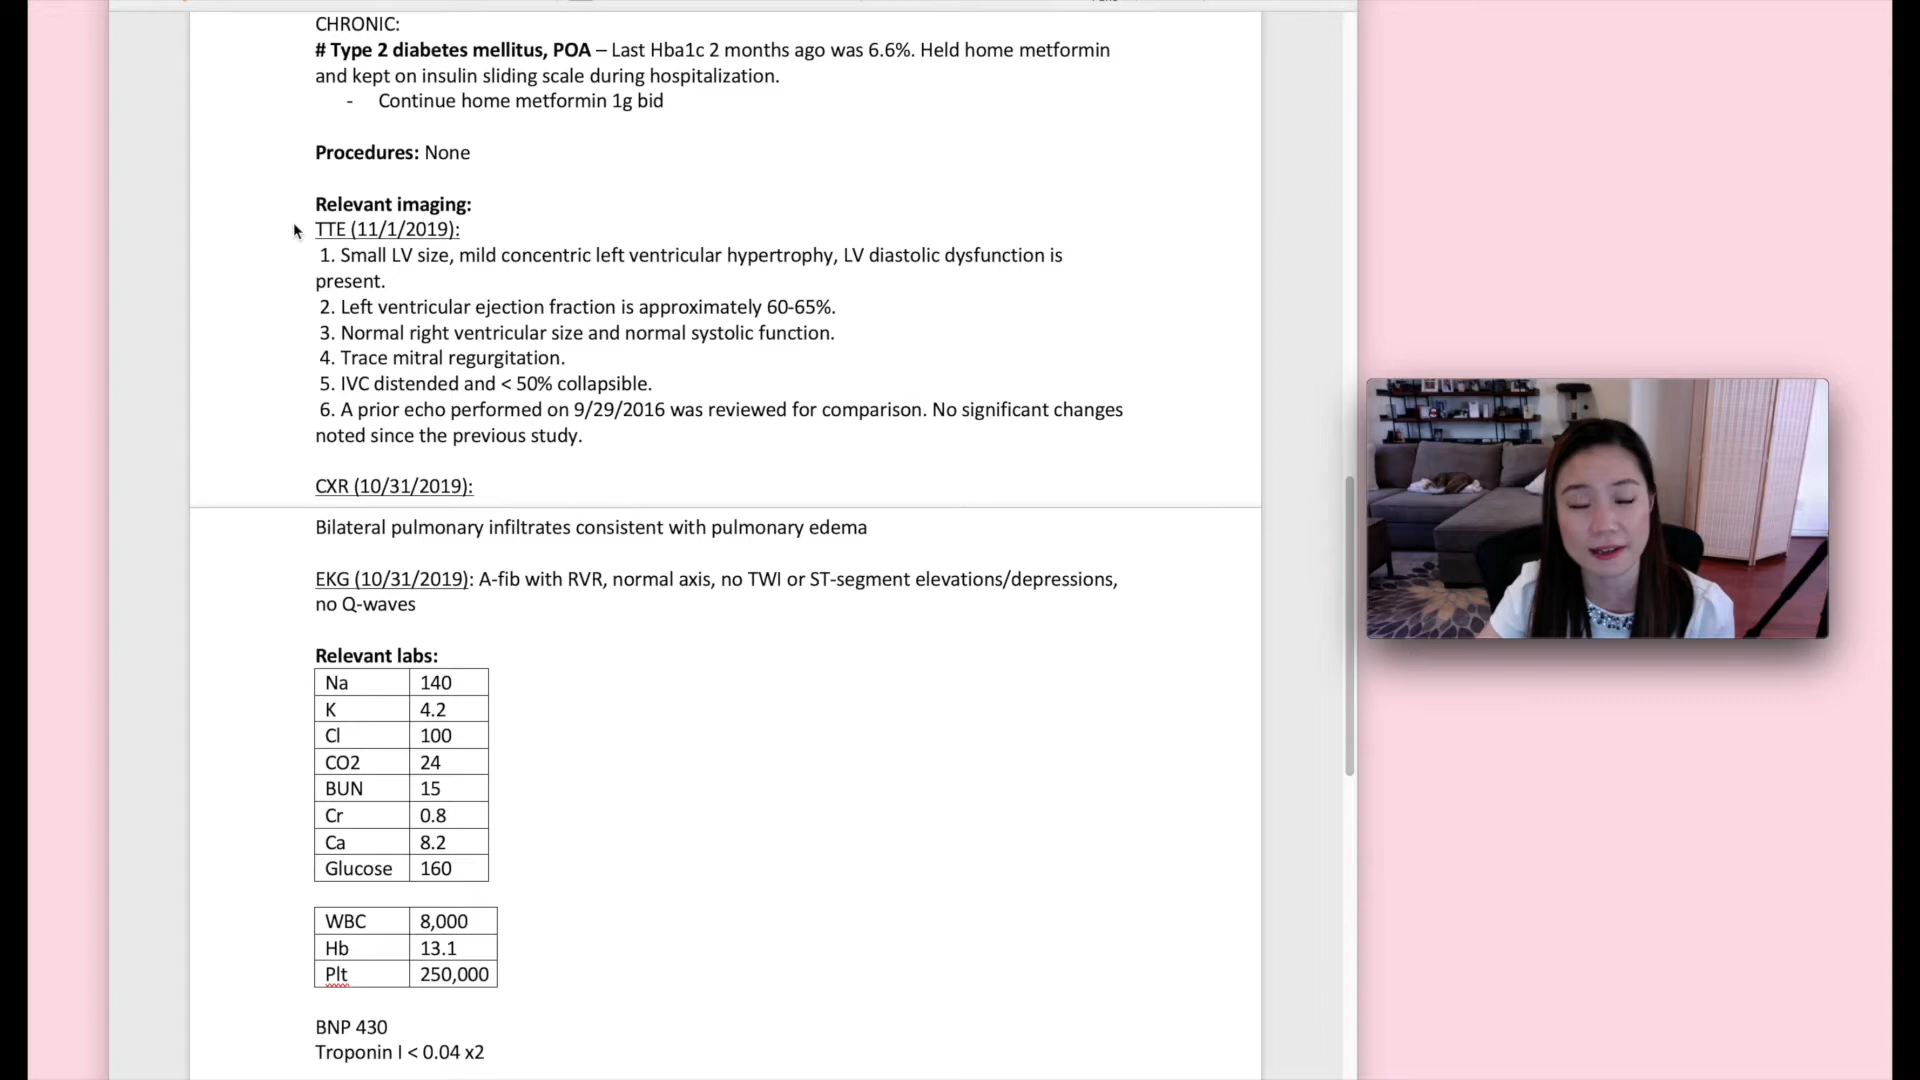 CHRONIC:
# Type 2 diabetes mellitus, POA – Last Hba1c 2 months ago was 6.6%. Held home metformin
and kept on insulin sliding scale during hospitalization.
- Continue home metformin 1g bid
Procedures: None
Relevant imaging:
TTE (11/1/2019):
1. Small LV size, mild concentric left ventricular hypertrophy, LV diastolic dysfunction is
present.
2. Left ventricular ejection fraction is approximately 60-65%.
3. Normal right ventricular size and normal systolic function.
4. Trace mitral regurgitation.
5. IVC distended and < 50% collapsible.
6. A prior echo performed on 9/29/2016 was reviewed for comparison. No significant changes
noted since the previous study.
CXR (10/31/2019):
Bilateral pulmonary infiltrates consistent with pulmonary edema
EKG (10/31/2019): A-fib with RVR, normal axis, no TWI or ST-segment elevations/depressions,
no Q-waves
Relevant labs:
Na 140
K 4.2
Cl 100
CO2 24
BUN 15
Cr 0.8
Ca 8.2
Glucose 160
WBC 8,000
Hb 13.1
Plt 250,000
BNP 430
Troponin I < 0.04 x2